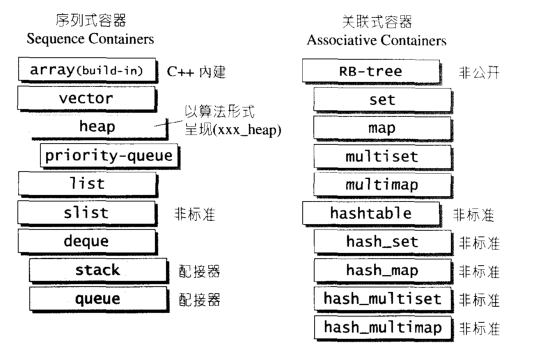 序列式容器
Sequence Containers
array(build-in) C++ 內建
vector
heap
以算法形式
呈现(xxx_heap)
priority-queue
list
slist 非标准
deque
stack 配接器
queue 配接器
关联式容器
Associative Containers
RB-tree 非公开
set
map
multiset
multimap
hashtable 非标准
hash_set 非标准
hash_map 非标准
hash_multiset 非标准
hash_multimap 非标准